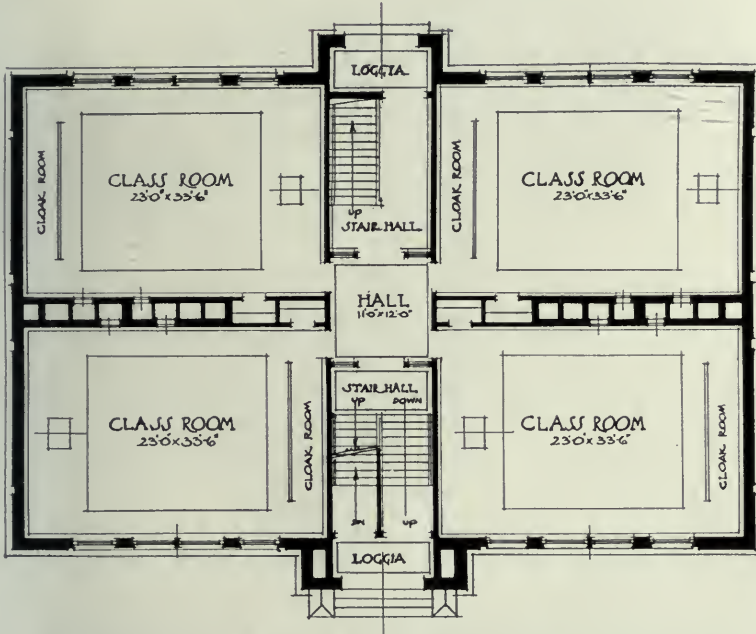 LOGGIA
CLOAK ROOM
CLASS ROOM
23'0"x33'6"
UP
STAIR HALL
CLOAK ROOM
CLASS ROOM
23'0"x33'6"
HALL
11'0"x12'0"
CLASS ROOM
23'0"x33'6"
CLOAK ROOM
STAIR HALL
UP
DOWN
DN
UP
CLASS ROOM
23'0"x33'6"
CLOAK ROOM
LOGGIA